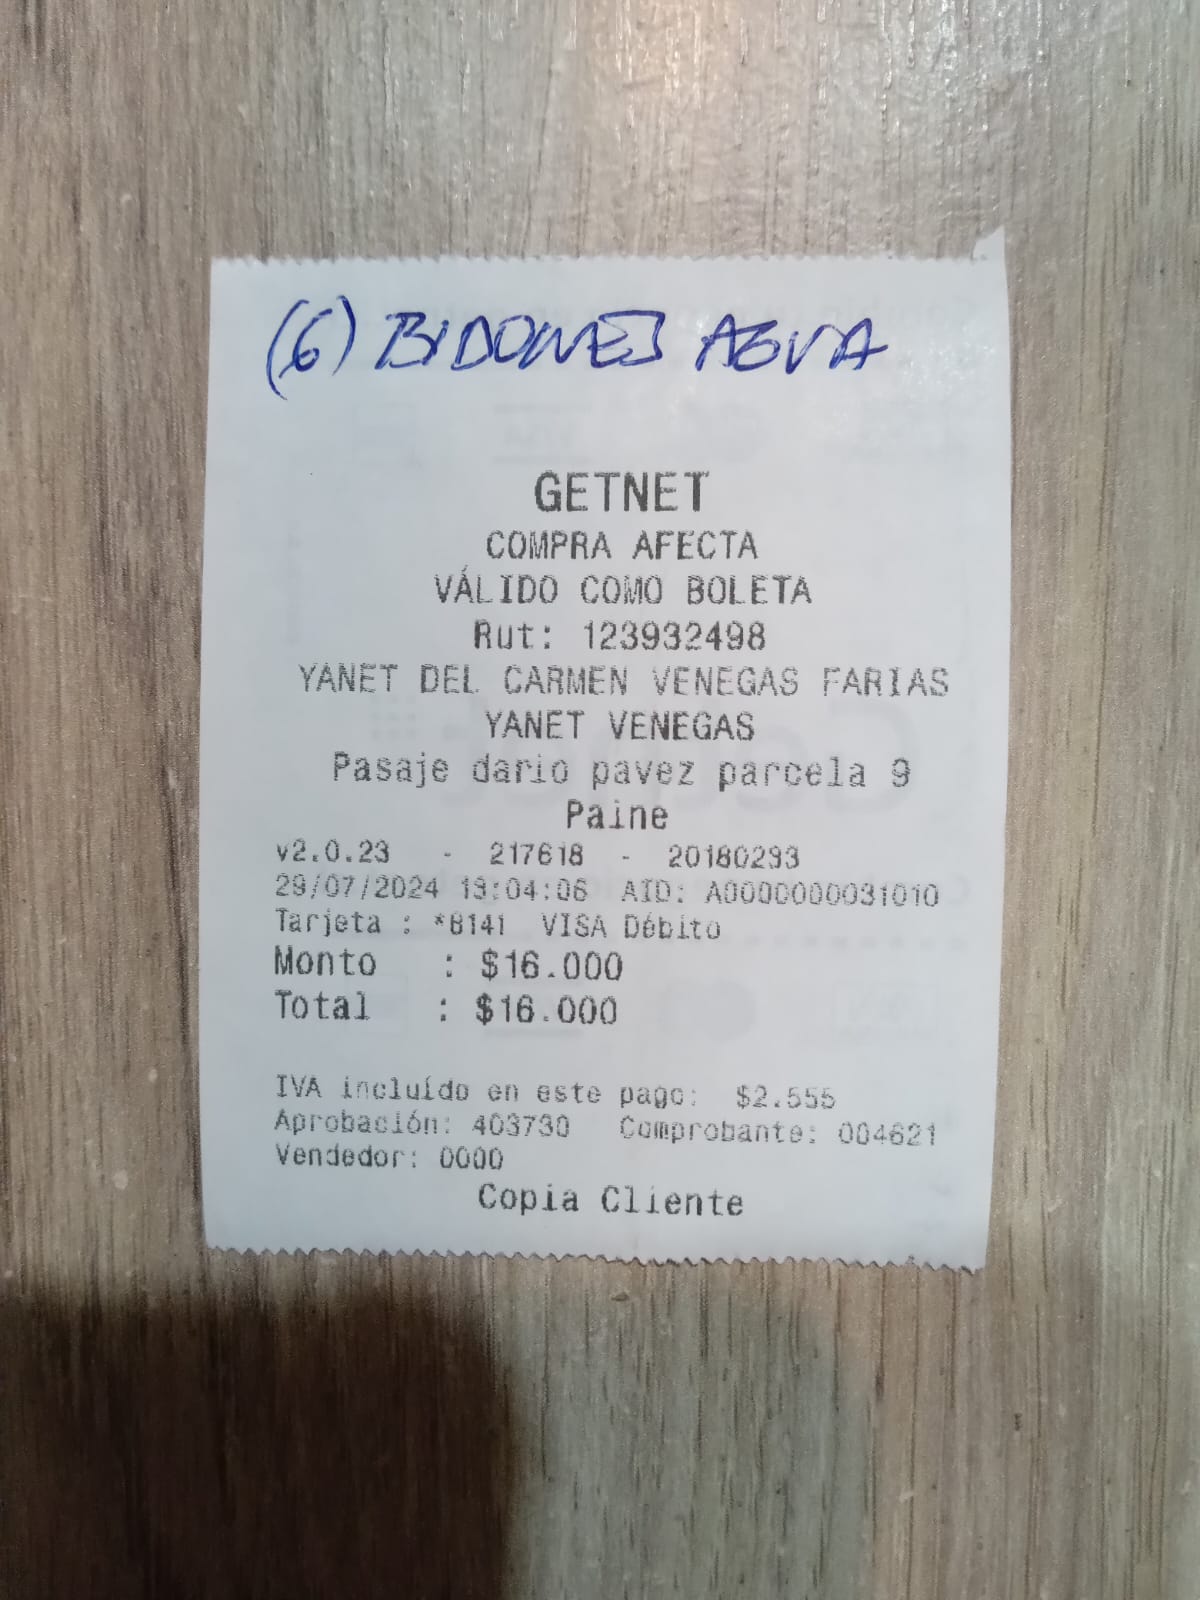 (6) BIDONES AGUA
GETNET
COMPRA AFECTA
VÁLIDO COMO BOLETA
Rut: 123932498
YANET DEL CARMEN VENEGAS FARIAS
YANET VENEGAS
Pasaje dario pavez parcela 9
Paine
v2.0.23 - 217618 - 20180293
29/07/2024 19:04:06 AID: A0000000031010
Tarjeta : *8141 VISA Débito
Monto : $16.000
Total : $16.000
IVA incluído en este pago: $2.555
Aprobación: 403730 Comprobante: 004621
Vendedor: 0000
Copia Cliente